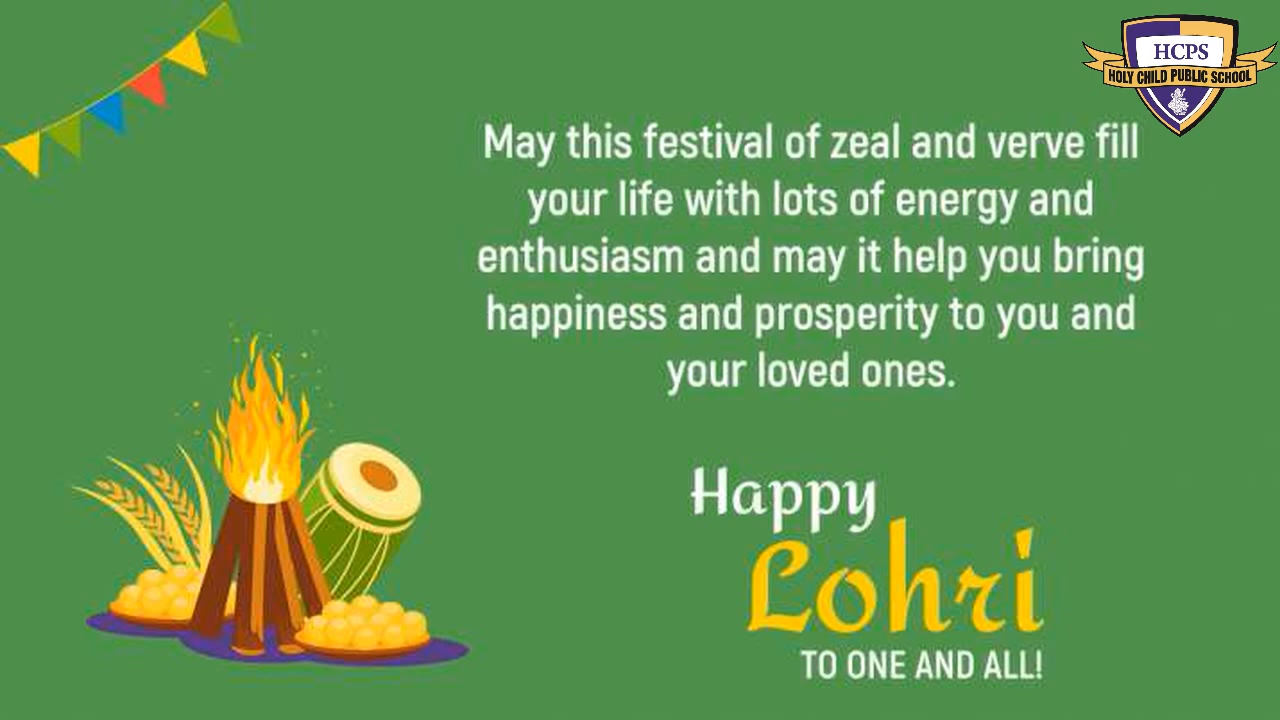 HCPS
HOLY CHILD PUBLIC SCHOOL
May this festival of zeal and verve fill
your life with lots of energy and
enthusiasm and may it help you bring
happiness and prosperity to you and
your loved ones.
Happy
Lohri
TO ONE AND ALL!